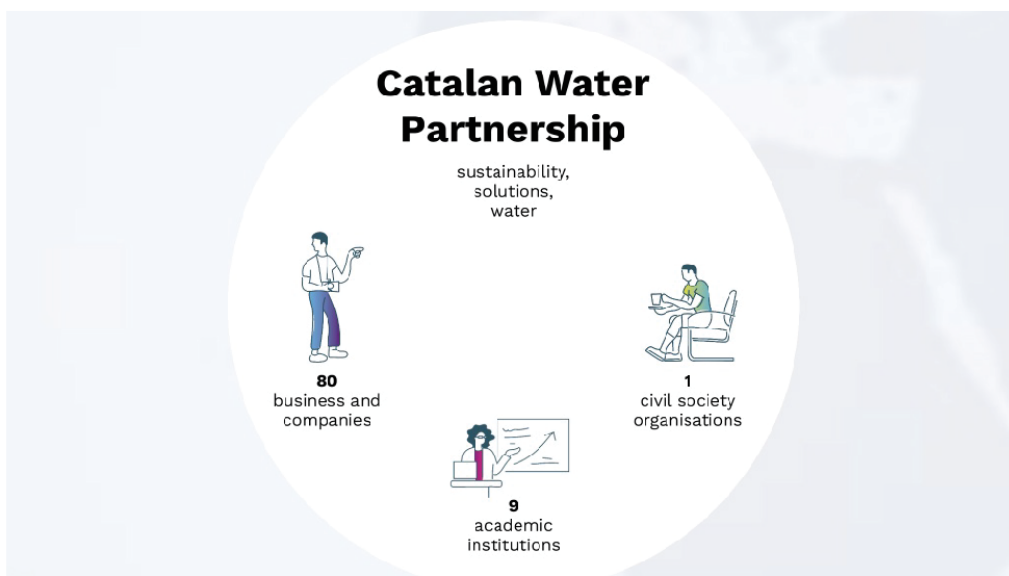 Catalan Water
Partnership
sustainability,
solutions,
water
80
business and
companies
1
civil society
organisations
9
academic
institutions